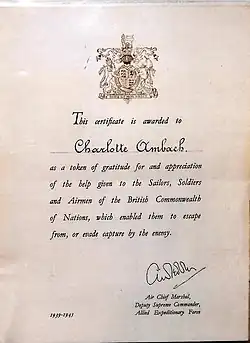 This certificate is awarded to
Charlotte Ambach.
as a token of gratitude for and appreciation
of the help given to the Sailors, Soldiers
and Airmen of the British Commonwealth
of Nations, which enabled them to escape
from, or evade capture by the enemy.
Air Chief Marshal,
Deputy Supreme Commander,
Allied Expeditionary Force
1939-1945